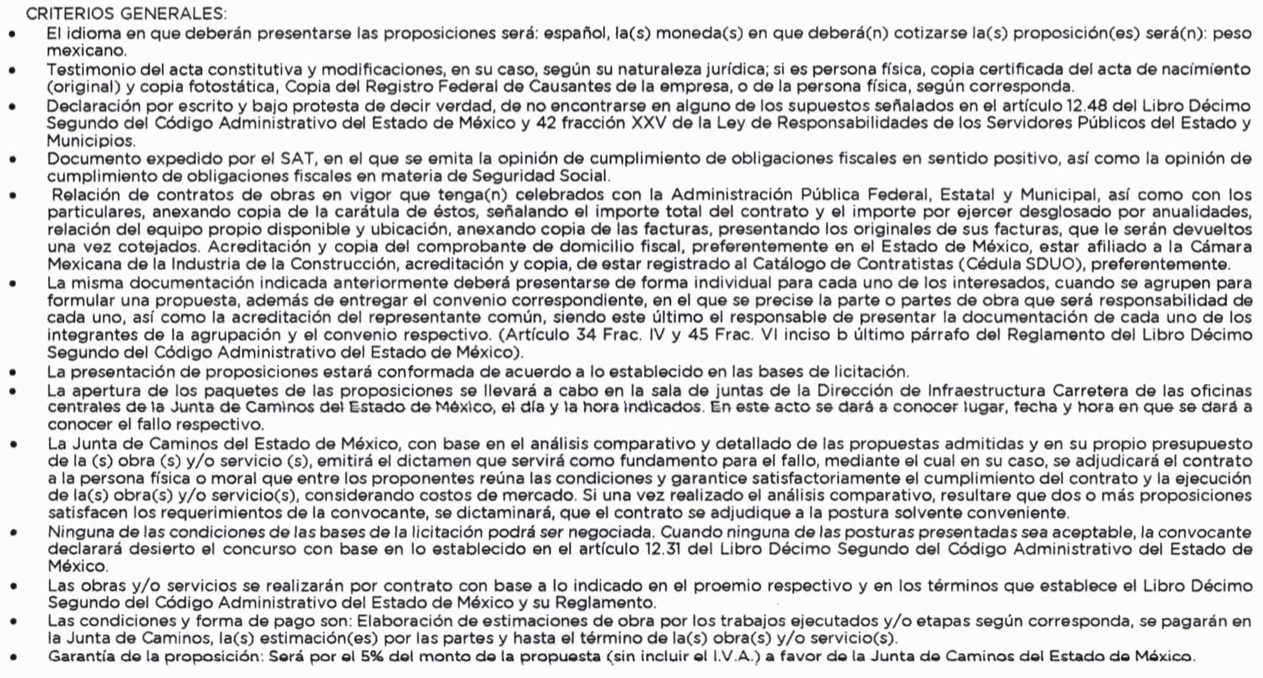 CRITERIOS GENERALES:
• El idioma en que deberán presentarse las proposiciones será: español, la(s) moneda(s) en que deberá(n) cotizarse la(s) proposición(es) será(n): peso
mexicano.
• Testimonio del acta constitutiva y modificaciones, en su caso, según su naturaleza jurídica; si es persona física, copia certificada del acta de nacimiento
(original) y copia fotostática, Copia del Registro Federal de Causantes de la empresa, o de la persona física, según corresponda.
• Declaración por escrito y bajo protesta de decir verdad, de no encontrarse en alguno de los supuestos señalados en el artículo 12.48 del Libro Décimo
Segundo del Código Administrativo del Estado de México y 42 fracción XXV de la Ley de Responsabilidades de los Servidores Públicos del Estado y
Municipios.
• Documento expedido por el SAT, en el que se emita la opinión de cumplimiento de obligaciones fiscales en sentido positivo, así como la opinión de
cumplimiento de obligaciones fiscales en materia de Seguridad Social.
• Relación de contratos de obras en vigor que tenga(n) celebrados con la Administración Pública Federal, Estatal y Municipal, así como con los
particulares, anexando copia de la carátula de éstos, señalando el importe total del contrato y el importe por ejercer desglosado por anualidades,
relación del equipo propio disponible y ubicación, anexando copia de las facturas, presentando los originales de sus facturas, que le serán devueltos
una vez cotejados. Acreditación y copia del comprobante de domicilio fiscal, preferentemente en el Estado de México, estar afiliado a la Cámara
Mexicana de la Industria de la Construcción, acreditación y copia, de estar registrado al Catálogo de Contratistas (Cédula SDUO), preferentemente.
• La misma documentación indicada anteriormente deberá presentarse de forma individual para cada uno de los interesados, cuando se agrupen para
formular una propuesta, además de entregar el convenio correspondiente, en el que se precise la parte o partes de obra que será responsabilidad de
cada uno, así como la acreditación del representante común, siendo este último el responsable de presentar la documentación de cada uno de los
integrantes de la agrupación y el convenio respectivo. (Artículo 34 Frac. IV y 45 Frac. VI inciso b último párrafo del Reglamento del Libro Décimo
Segundo del Código Administrativo del Estado de México).
• La presentación de proposiciones estará conformada de acuerdo a lo establecido en las bases de licitación.
• La apertura de los paquetes de las proposiciones se llevará a cabo en la sala de juntas de la Dirección de Infraestructura Carretera de las oficinas
centrales de la Junta de Caminos del Estado de México, el día y la hora indicados. En este acto se dará a conocer lugar, fecha y hora en que se dará a
conocer el fallo respectivo.
• La Junta de Caminos del Estado de México, con base en el análisis comparativo y detallado de las propuestas admitidas y en su propio presupuesto
de la (s) obra (s) y/o servicio (s), emitirá el dictamen que servirá como fundamento para el fallo, mediante el cual en su caso, se adjudicará el contrato
a la persona física o moral que entre los proponentes reúna las condiciones y garantice satisfactoriamente el cumplimiento del contrato y la ejecución
de la(s) obra(s) y/o servicio(s), considerando costos de mercado. Si una vez realizado el análisis comparativo, resultare que dos o más proposiciones
satisfacen los requerimientos de la convocante, se dictaminará, que el contrato se adjudique a la postura solvente conveniente.
• Ninguna de las condiciones de las bases de la licitación podrá ser negociada. Cuando ninguna de las posturas presentadas sea aceptable, la convocante
declarará desierto el concurso con base en lo establecido en el artículo 12.31 del Libro Décimo Segundo del Código Administrativo del Estado de
México.
• Las obras y/o servicios se realizarán por contrato con base a lo indicado en el proemio respectivo y en los términos que establece el Libro Décimo
Segundo del Código Administrativo del Estado de México y su Reglamento.
• Las condiciones y forma de pago son: Elaboración de estimaciones de obra por los trabajos ejecutados y/o etapas según corresponda, se pagarán en
la Junta de Caminos, la(s) estimación(es) por las partes y hasta el término de la(s) obra(s) y/o servicio(s).
• Garantía de la proposición: Será por el 5% del monto de la propuesta (sin incluir el I.V.A.) a favor de la Junta de Caminos del Estado de México.